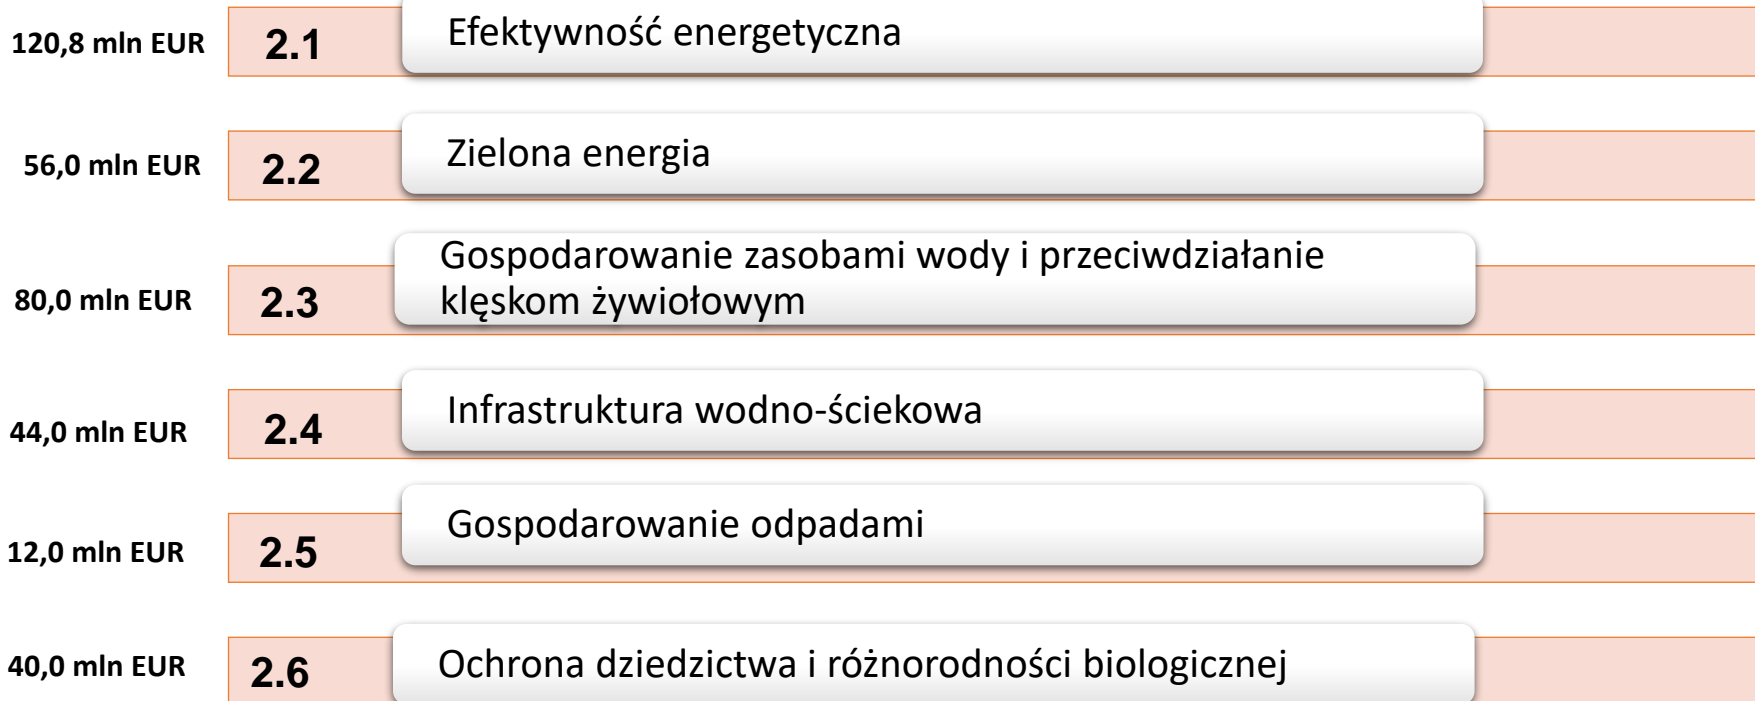 120,8 mln EUR 2.1 Efektywność energetyczna
56,0 mln EUR 2.2 Zielona energia
80,0 mln EUR 2.3 Gospodarowanie zasobami wody i przeciwdziałanie
klęskom żywiołowym
44,0 mln EUR 2.4 Infrastruktura wodno-ściekowa
12,0 mln EUR 2.5 Gospodarowanie odpadami
40,0 mln EUR 2.6 Ochrona dziedzictwa i różnorodności biologicznej